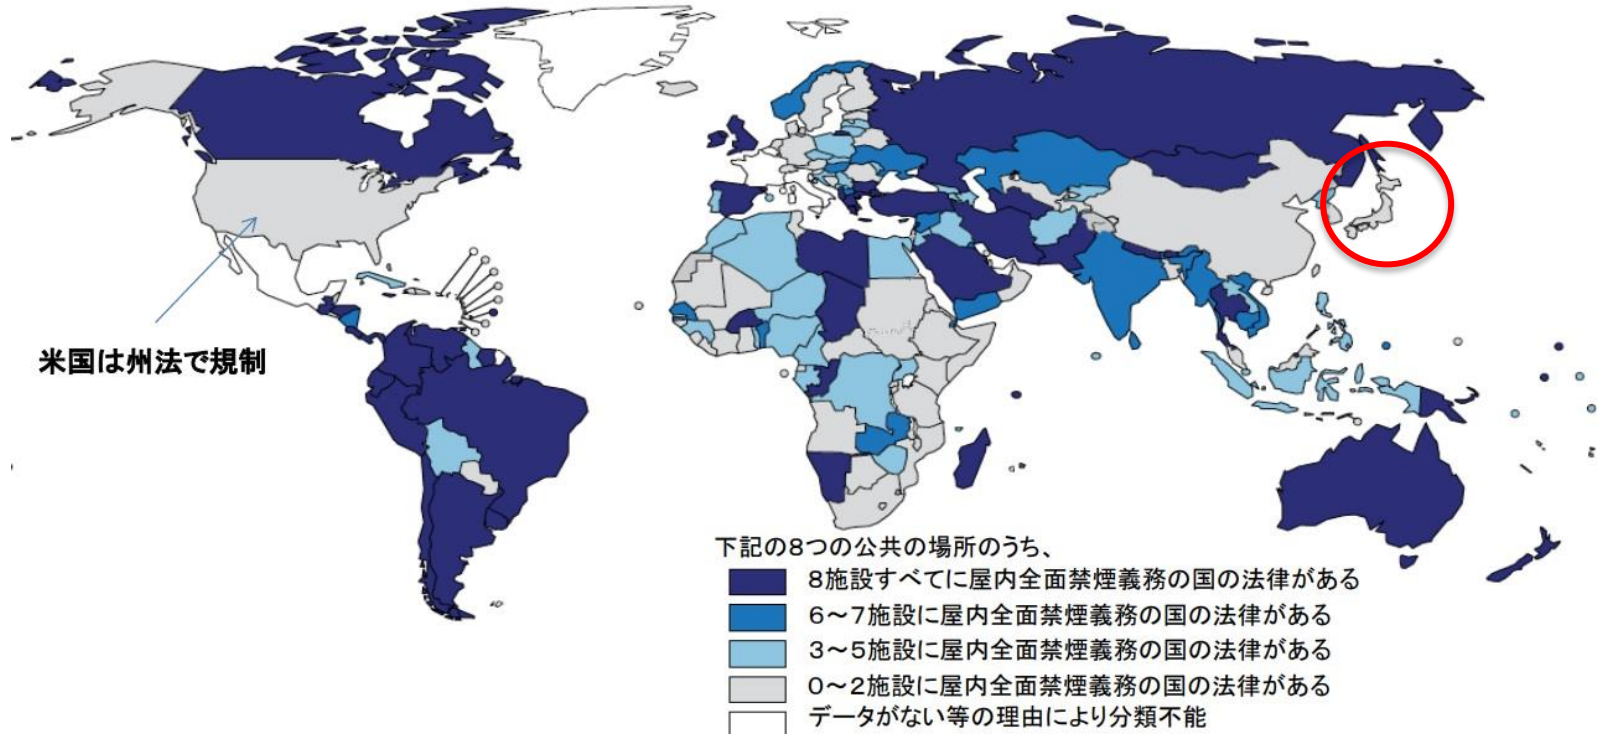 米国は州法で規制
下記の8つの公共の場所のうち、
8施設すべてに屋内全面禁煙義務の国の法律がある
6～7施設に屋内全面禁煙義務の国の法律がある
3～5施設に屋内全面禁煙義務の国の法律がある
0～2施設に屋内全面禁煙義務の国の法律がある
データがない等の理由により分類不能